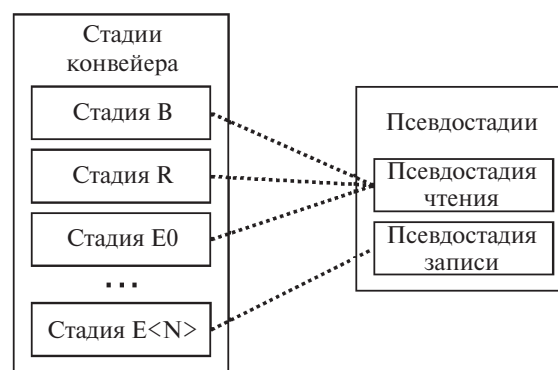 Стадии
конвейера
Стадия B
Стадия R
Стадия E0
...
Стадия E<N>
Псевдостадии
Псевдостадия
чтения
Псевдостадия
записи